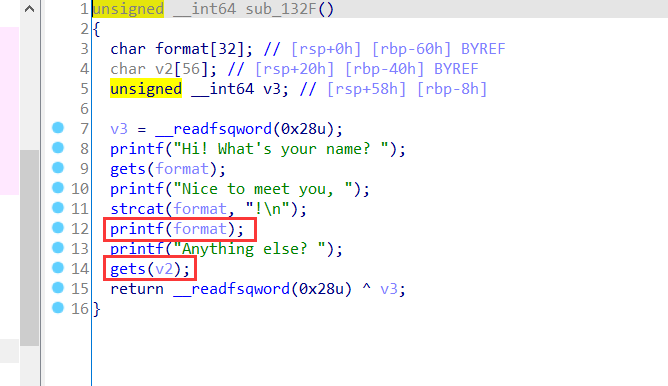 1 unsigned __int64 sub_132F()
2 {
3 char format[32]; // [rsp+0h] [rbp-60h] BYREF
4 char v2[56]; // [rsp+20h] [rbp-40h] BYREF
5 unsigned __int64 v3; // [rsp+58h] [rbp-8h]
6
7 v3 = __readfsqword(0x28u);
8 printf("Hi! What's your name? ");
9 gets(format);
10 printf("Nice to meet you, ");
11 strcat(format, "!\n");
12 printf(format);
13 printf("Anything else? ");
14 gets(v2);
15 return __readfsqword(0x28u) ^ v3;
16 }